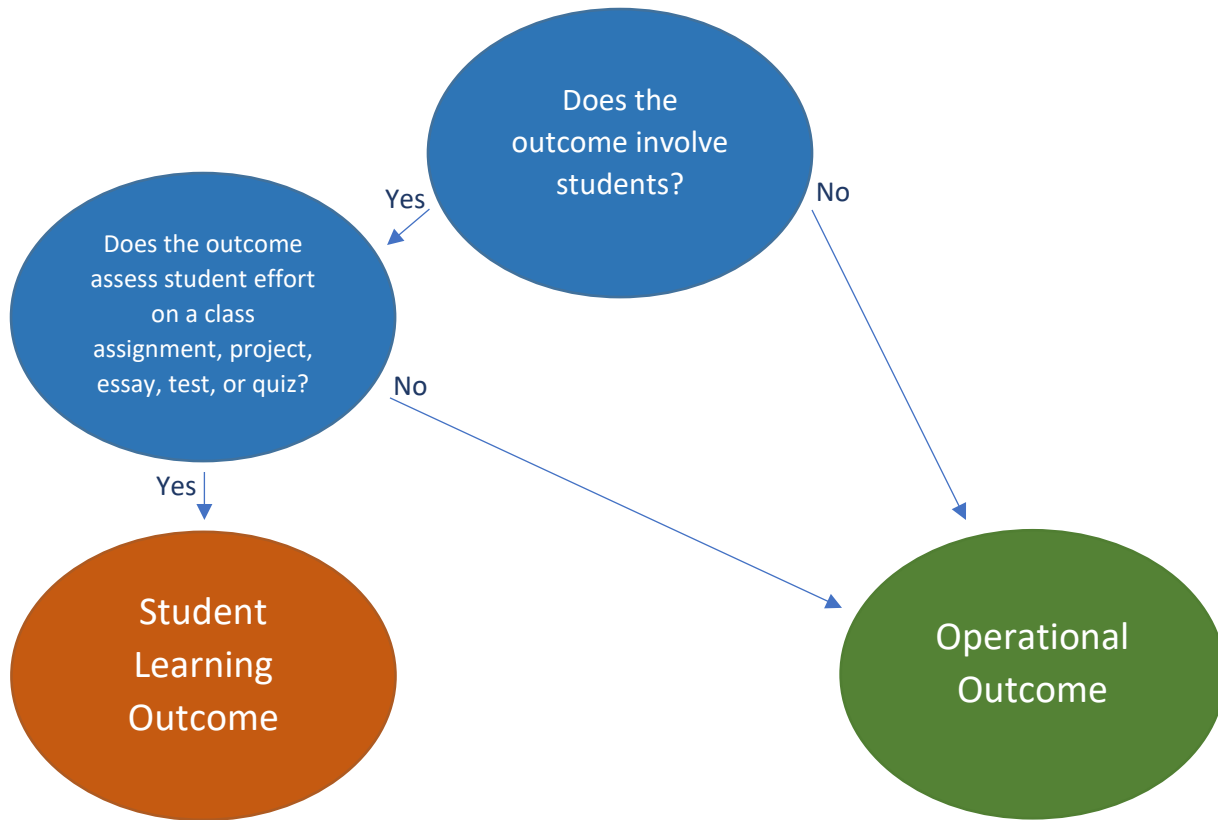 Does the
outcome involve
students?
Yes
No
Does the outcome
assess student effort
on a class
assignment, project,
essay, test, or quiz?
No
Yes
Student
Learning
Outcome
Operational
Outcome